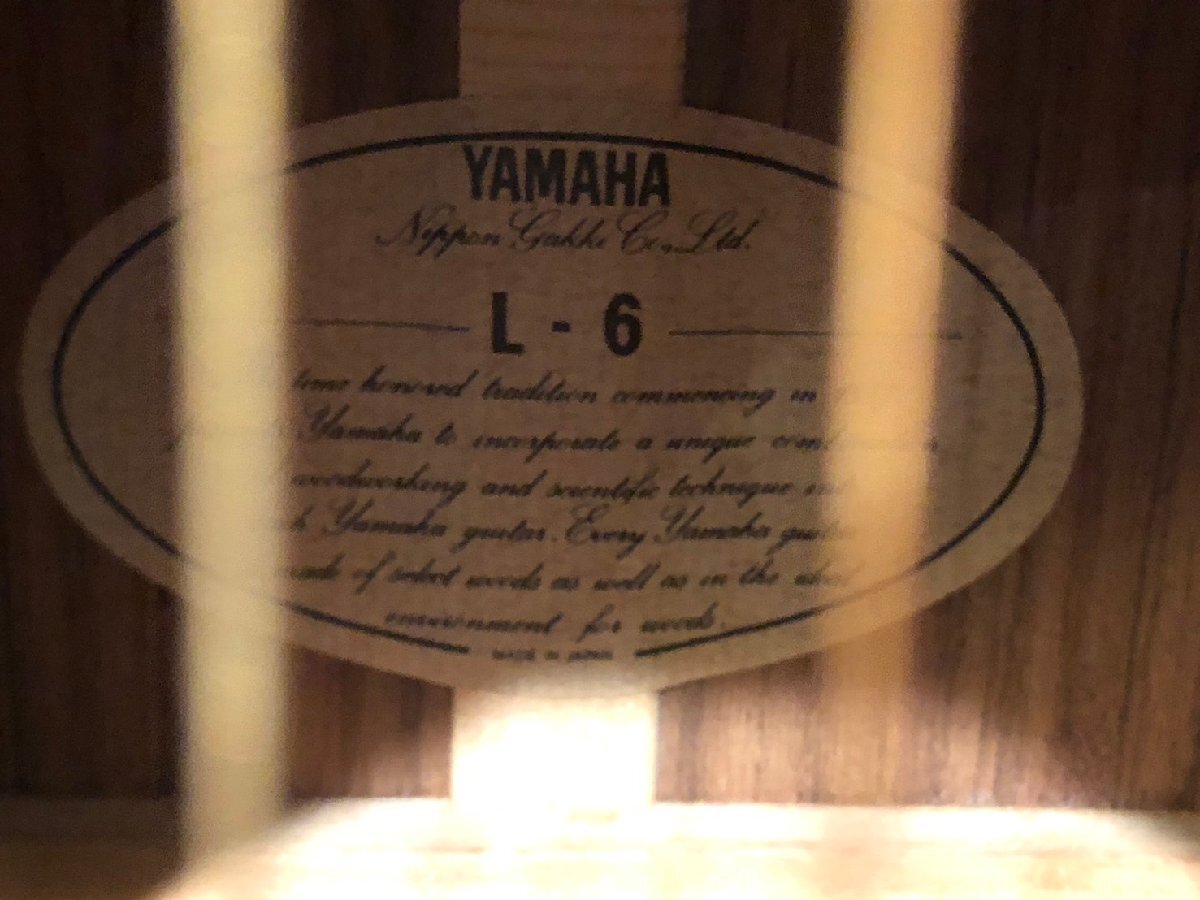 YAMAHA
Nippon Gakki Co., Ltd.
L - 6
time honored tradition commencing in
Yamaha to incorporate a unique
woodworking and scientific technique
Yamaha guitar. Every Yamaha
of select woods as well as in the
environment for woods.
MADE IN JAPAN